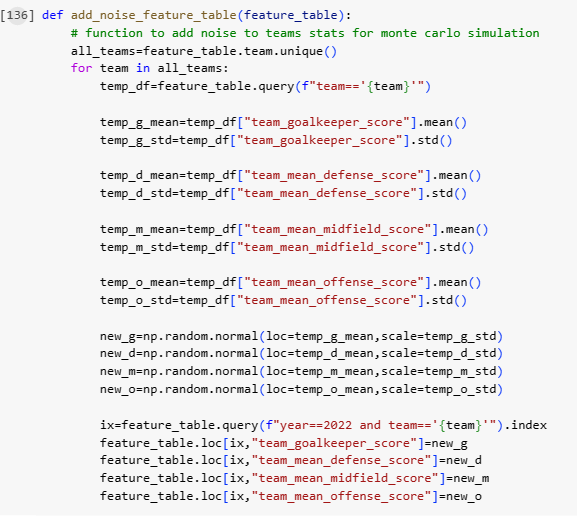 [136] def add_noise_feature_table(feature_table):
# function to add noise to teams stats for monte carlo simulation
all_teams=feature_table.team.unique()
for team in all_teams:
temp_df=feature_table.query(f"team=='{team}'")
temp_g_mean=temp_df["team_goalkeeper_score"].mean()
temp_g_std=temp_df["team_goalkeeper_score"].std()
temp_d_mean=temp_df["team_mean_defense_score"].mean()
temp_d_std=temp_df["team_mean_defense_score"].std()
temp_m_mean=temp_df["team_mean_midfield_score"].mean()
temp_m_std=temp_df["team_mean_midfield_score"].std()
temp_o_mean=temp_df["team_mean_offense_score"].mean()
temp_o_std=temp_df["team_mean_offense_score"].std()
new_g=np.random.normal(loc=temp_g_mean,scale=temp_g_std)
new_d=np.random.normal(loc=temp_d_mean,scale=temp_d_std)
new_m=np.random.normal(loc=temp_m_mean,scale=temp_m_std)
new_o=np.random.normal(loc=temp_o_mean,scale=temp_o_std)
ix=feature_table.query(f"year==2022 and team=='{team}'").index
feature_table.loc[ix,"team_goalkeeper_score"]=new_g
feature_table.loc[ix,"team_mean_defense_score"]=new_d
feature_table.loc[ix,"team_mean_midfield_score"]=new_m
feature_table.loc[ix,"team_mean_offense_score"]=new_o